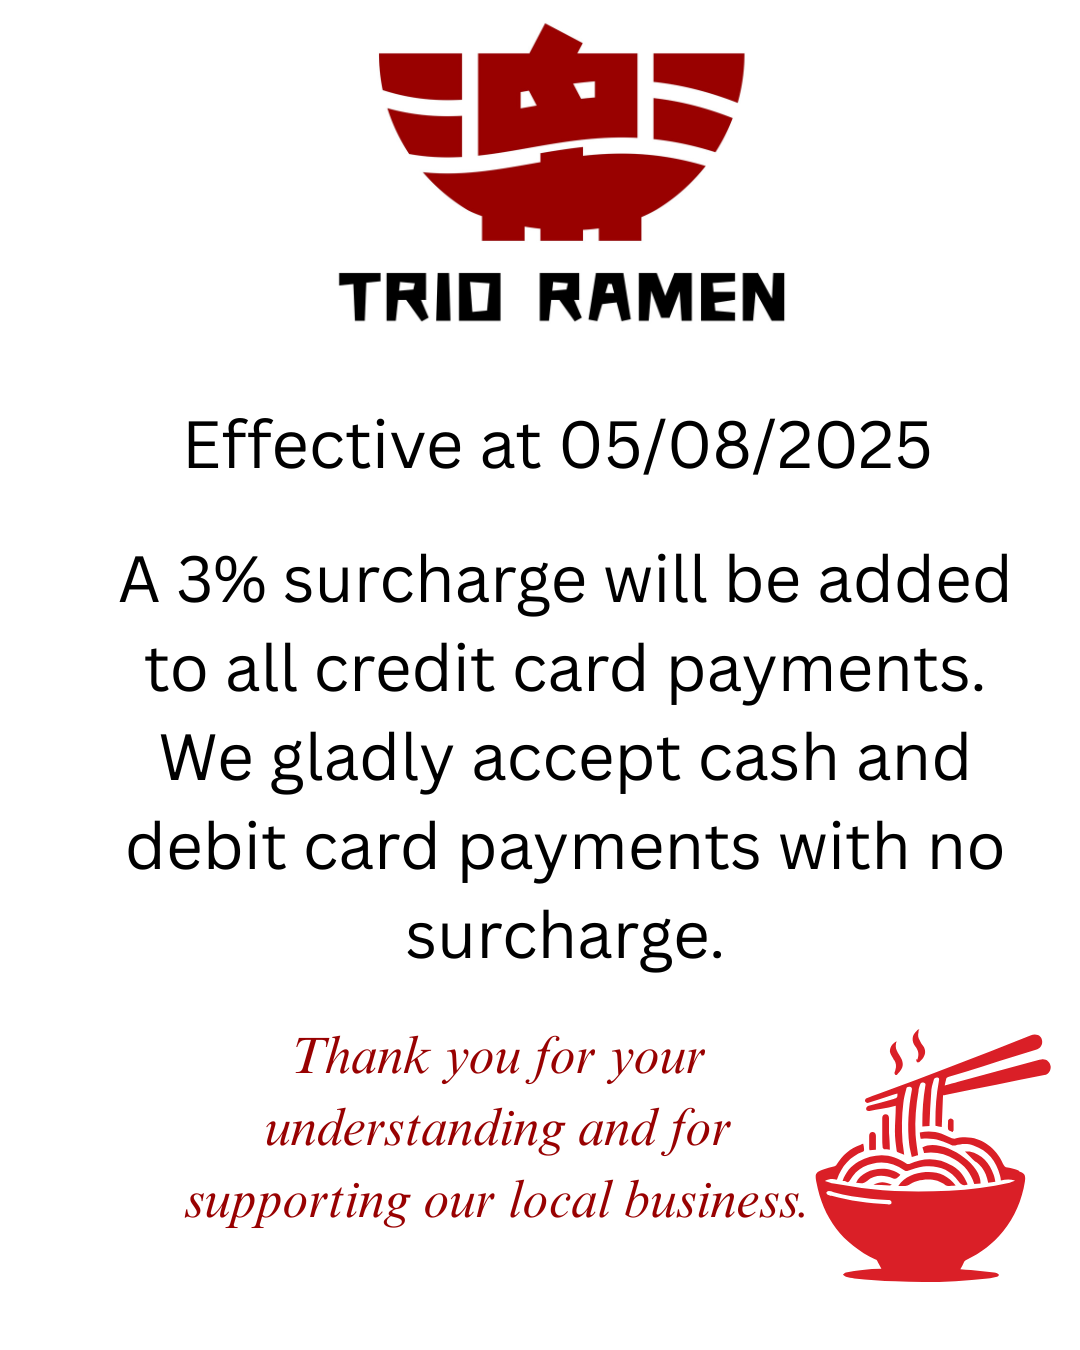 TRIO RAMEN
Effective at 05/08/2025
A 3% surcharge will be added
to all credit card payments.
We gladly accept cash and
debit card payments with no
surcharge.
Thank you for your
understanding and for
supporting our local business.